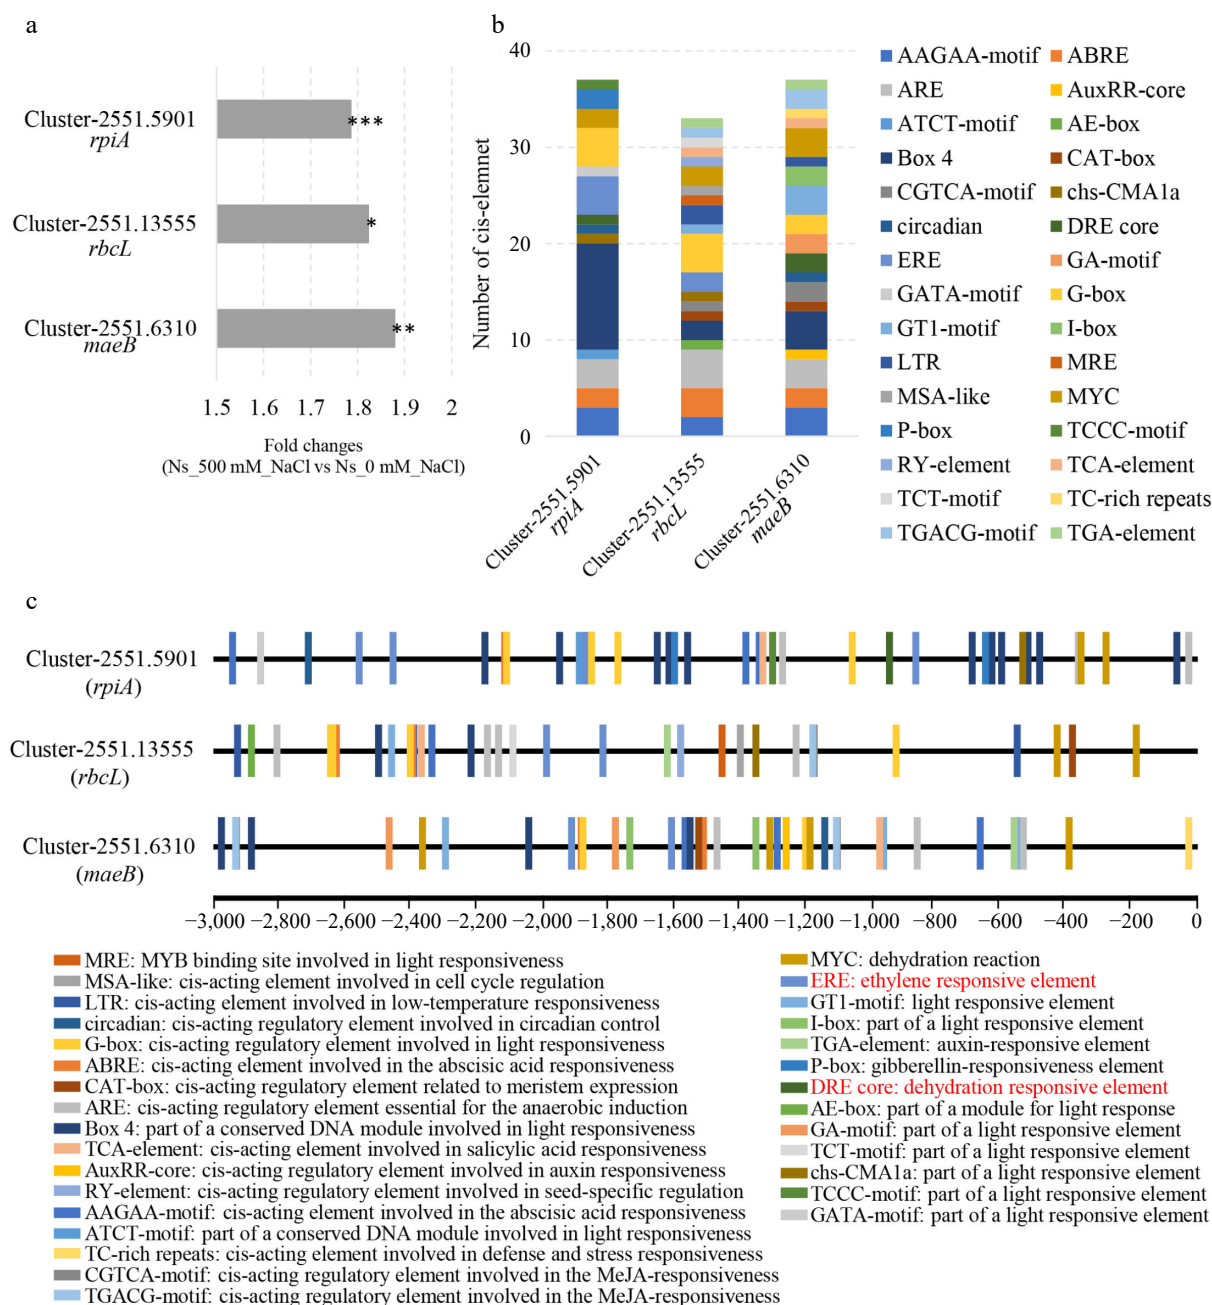 a
Cluster-2551.5901
rpiA
***
Cluster-2551.13555
rbcL
*
Cluster-2551.6310
maeB
**
1.5 1.6 1.7 1.8 1.9 2
Fold changes
(Ns_500 mM_NaCl vs Ns_0 mM_NaCl)
b
Number of cis-elemnet
40
30
20
10
0
Cluster-2551.5901
rpiA
Cluster-2551.13555
rbcL
Cluster-2551.6310
maeB
AAGAA-motif ABRE
ARE AuxRR-core
ATCT-motif AE-box
Box 4 CAT-box
CGTCA-motif chs-CMA1a
circadian DRE core
ERE GA-motif
GATA-motif G-box
GT1-motif I-box
LTR MRE
MSA-like MYC
P-box TCCC-motif
RY-element TCA-element
TCT-motif TC-rich repeats
TGACG-motif TGA-element
c
Cluster-2551.5901
(rpiA)
Cluster-2551.13555
(rbcL)
Cluster-2551.6310
(maeB)
−3,000 −2,800 −2,600 −2,400 −2,200 −2,000 −1,800 −1,600 −1,400 −1,200 −1,000 −800 −600 −400 −200 0
MRE: MYB binding site involved in light responsiveness
MSA-like: cis-acting element involved in cell cycle regulation
LTR: cis-acting element involved in low-temperature responsiveness
circadian: cis-acting regulatory element involved in circadian control
G-box: cis-acting regulatory element involved in light responsiveness
ABRE: cis-acting element involved in the abscisic acid responsiveness
CAT-box: cis-acting regulatory element related to meristem expression
ARE: cis-acting regulatory element essential for the anaerobic induction
Box 4: part of a conserved DNA module involved in light responsiveness
TCA-element: cis-acting element involved in salicylic acid responsiveness
AuxRR-core: cis-acting regulatory element involved in auxin responsiveness
RY-element: cis-acting regulatory element involved in seed-specific regulation
AAGAA-motif: cis-acting element involved in the abscisic acid responsiveness
ATCT-motif: part of a conserved DNA module involved in light responsiveness
TC-rich repeats: cis-acting element involved in defense and stress responsiveness
CGTCA-motif: cis-acting regulatory element involved in the MeJA-responsiveness
TGACG-motif: cis-acting regulatory element involved in the MeJA-responsiveness
MYC: dehydration reaction
ERE: ethylene responsive element
GT1-motif: light responsive element
I-box: part of a light responsive element
TGA-element: auxin-responsive element
P-box: gibberellin-responsiveness element
DRE core: dehydration responsive element
AE-box: part of a module for light response
GA-motif: part of a light responsive element
TCT-motif: part of a light responsive element
chs-CMA1a: part of a light responsive element
TCCC-motif: part of a light responsive element
GATA-motif: part of a light responsive element